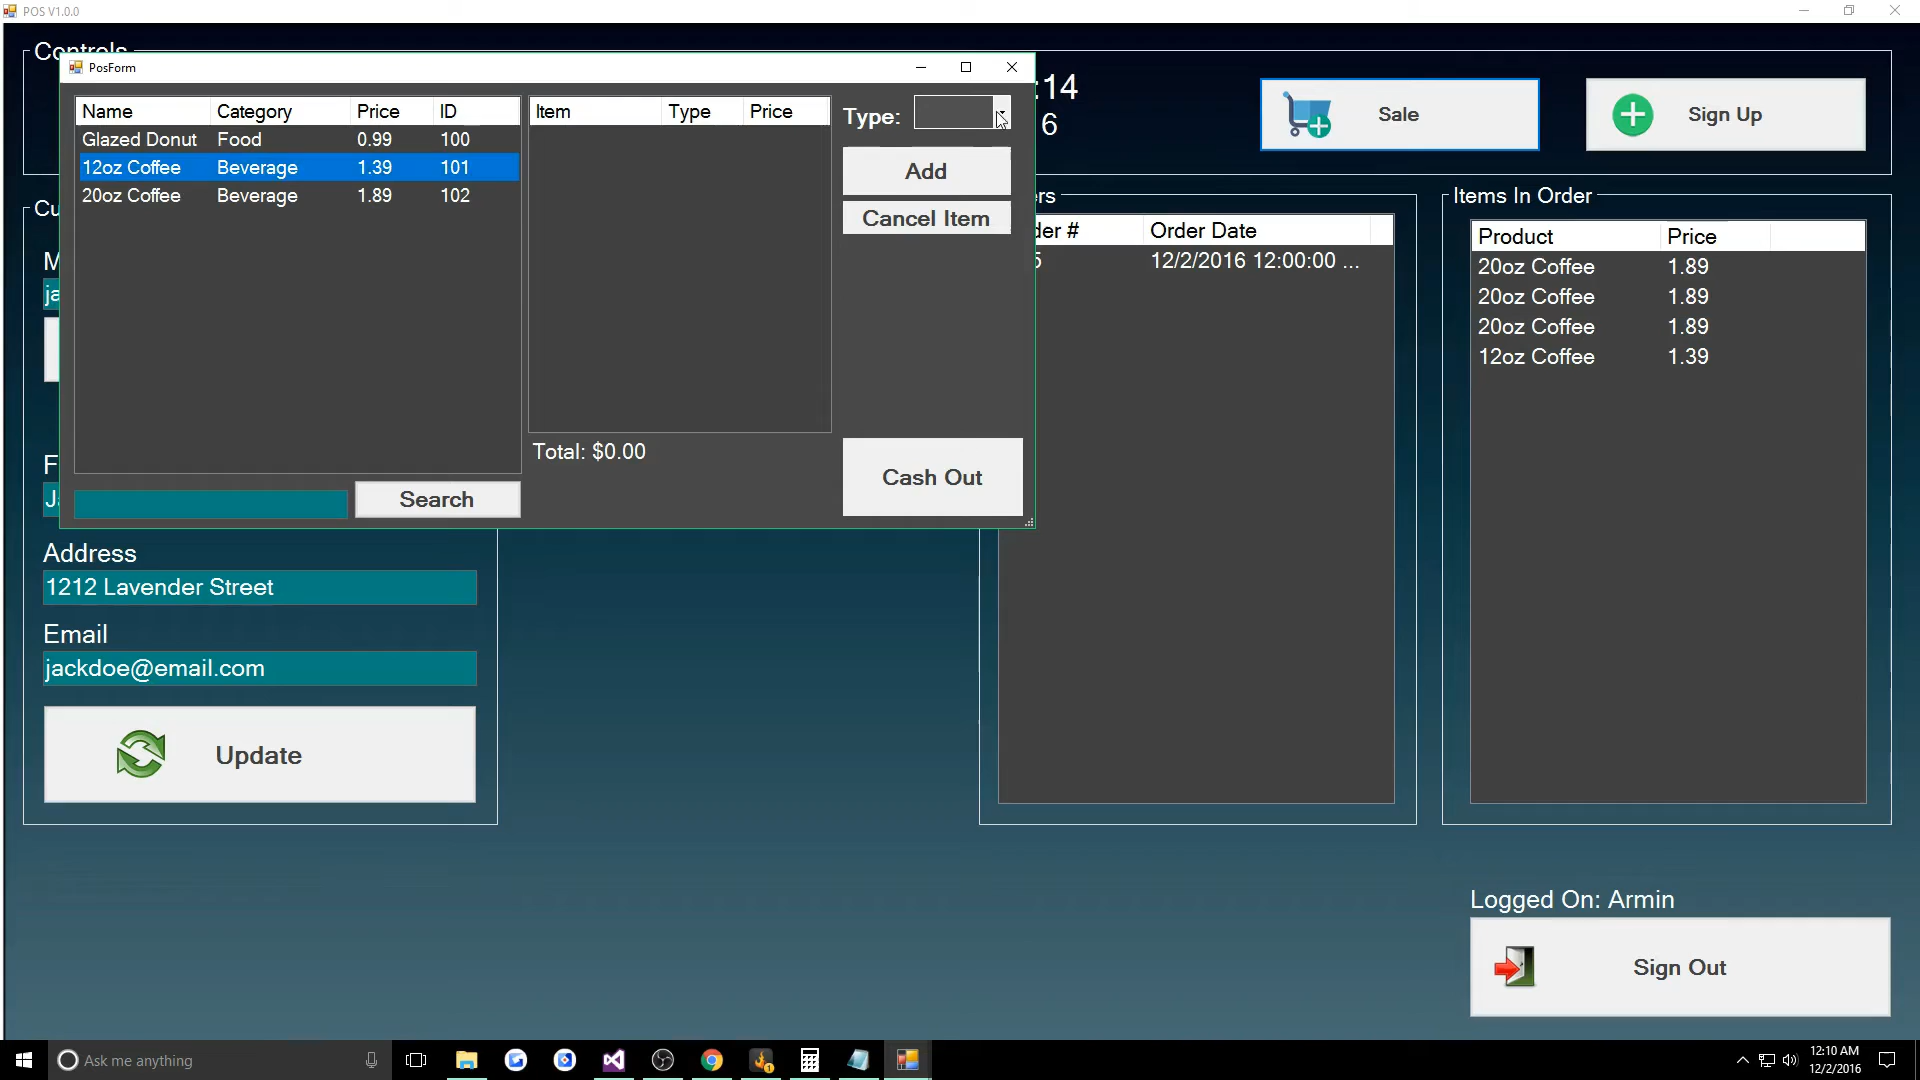 POS V1.0.0
Controls
PosForm
Name Category Price ID
Glazed Donut Food 0.99 100
12oz Coffee Beverage 1.39 101
20oz Coffee Beverage 1.89 102
Search
Item Type Price
Total: $0.00
Type:
Add
Cancel Item
Cash Out
:14
6
Sale
Sign Up
Cu
M
ja
F
Ja
Address
1212 Lavender Street
Email
jackdoe@email.com
Update
ers
der # Order Date
5 12/2/2016 12:00:00 ...
Items In Order
Product Price
20oz Coffee 1.89
20oz Coffee 1.89
20oz Coffee 1.89
12oz Coffee 1.39
Logged On: Armin
Sign Out
Ask me anything
12:10 AM
12/2/2016